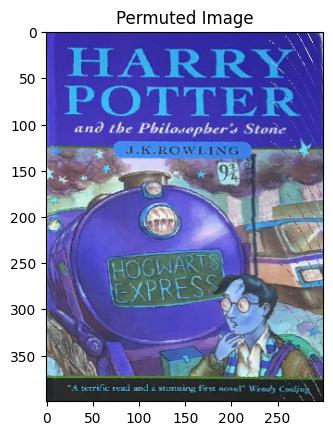 Permuted Image
0
50
100
150
200
250
300
350
HARRY
POTTER
and the Philosopher's Stone
J.K.ROWLING
9¾
HOGWARTS
EXPRESS
"A terrific read and a stunning first novel" Wendy Cooling
0 50 100 150 200 250